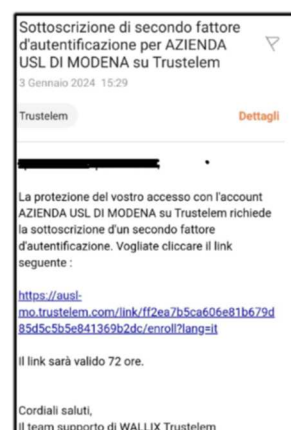 Sottoscrizione di secondo fattore
d'autentificazione per AZIENDA
USL DI MODENA su Trustelem
3 Gennaio 2024 15:29
Trustelem
Dettagli
La protezione del vostro accesso con l'account
AZIENDA USL DI MODENA su Trustelem richiede
la sottoscrizione d'un secondo fattore
d'autentificazione. Vogliate cliccare il link
seguente :
https://ausl-
mo.trustelem.com/link/ff2ea7b5ca606e81b679d
85d5c5b5e841369b2dc/enroll?lang=it
Il link sarà valido 72 ore.
Cordiali saluti,
Il team supporto di WALLIX Trustelem